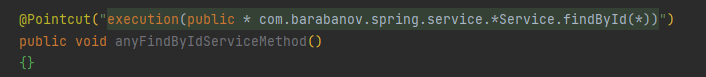 @Pointcut("execution(public * com.barabanov.spring.service.*Service.findById(*))")
public void anyFindByIdServiceMethod()
{}